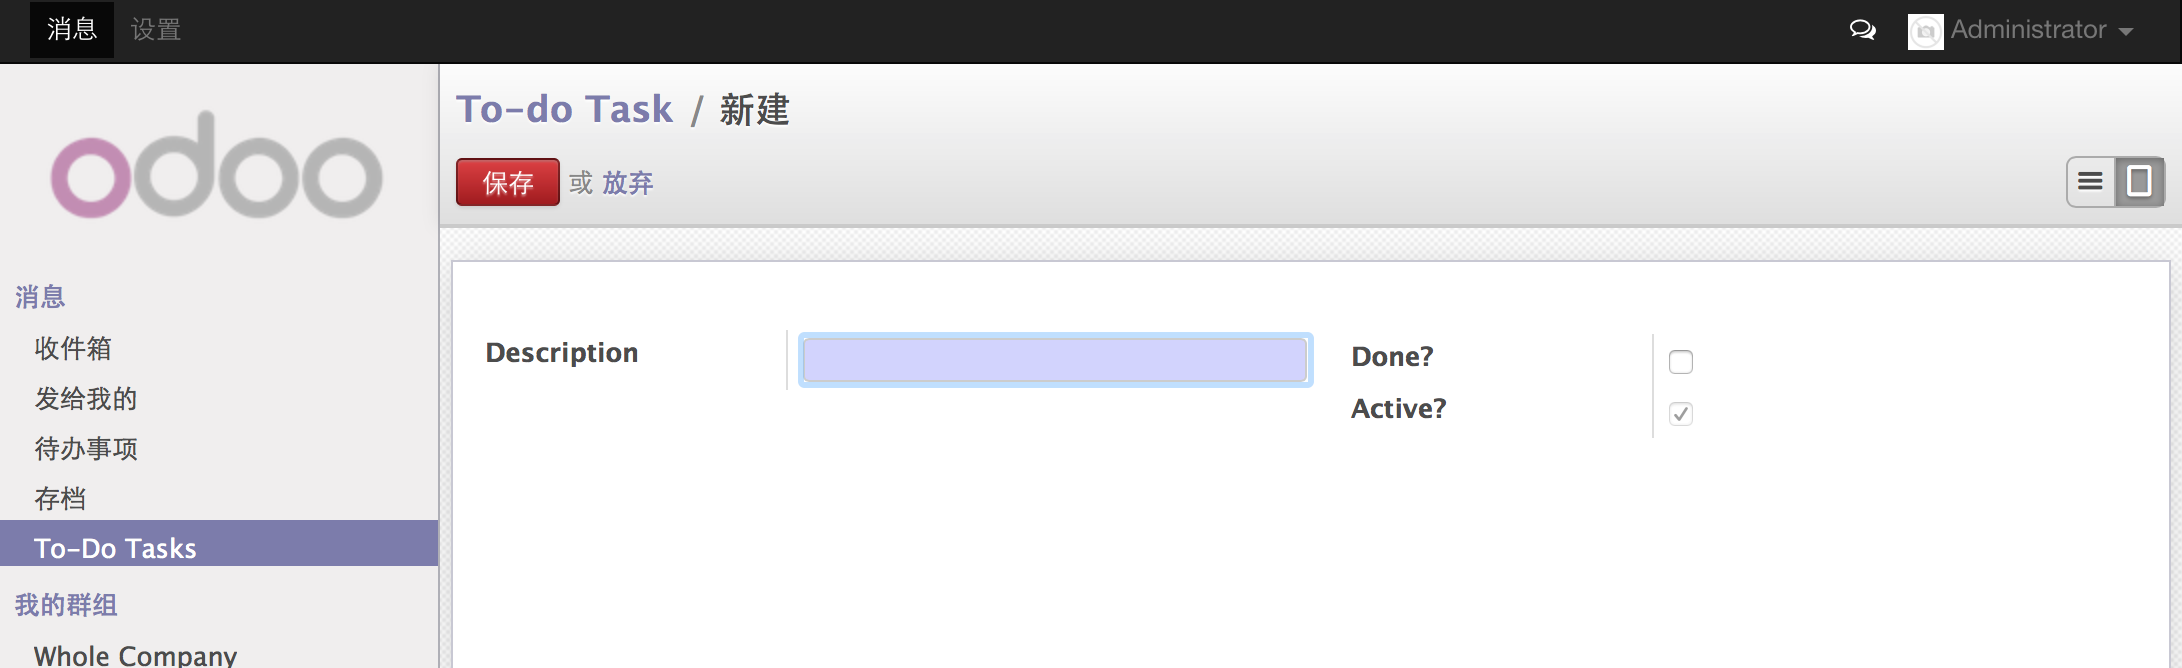 消息 设置 Administrator
odoo
To-do Task / 新建
保存 或 放弃
消息
收件箱
发给我的
待办事项
存档
To-Do Tasks
我的群组
Whole Company
Description
Done?
Active?